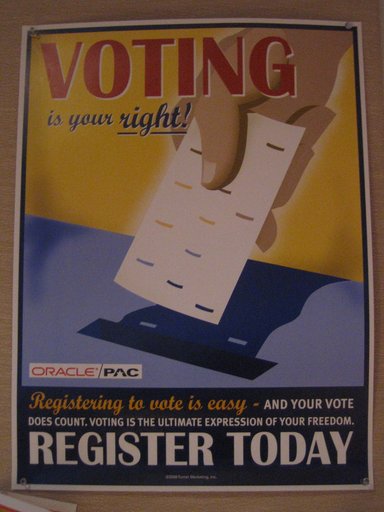 VOTING
is your right!
ORACLE/PAC
Registering to vote is easy - AND YOUR VOTE
DOES COUNT. VOTING IS THE ULTIMATE EXPRESSION OF YOUR FREEDOM.
REGISTER TODAY